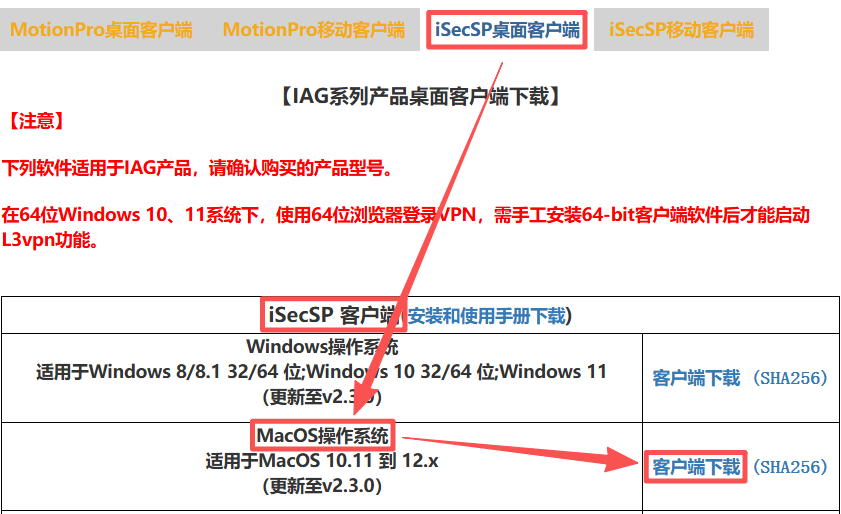 MotionPro桌面客户端
MotionPro移动客户端
iSecSP桌面客户端
iSecSP移动客户端
【IAG系列产品桌面客户端下载】
【注意】
下列软件适用于IAG产品，请确认购买的产品型号。
在64位Windows 10、11系统下，使用64位浏览器登录VPN，需手工安装64-bit客户端软件后才能启动
L3vpn功能。
iSecSP 客户端(安装和使用手册下载)
Windows操作系统
适用于Windows 8/8.1 32/64 位;Windows 10 32/64 位;Windows 11
（更新至v2.3.0）
客户端下载（SHA256）
MacOS操作系统
适用于MacOS 10.11 到 12.x
（更新至v2.3.0）
客户端下载（SHA256）